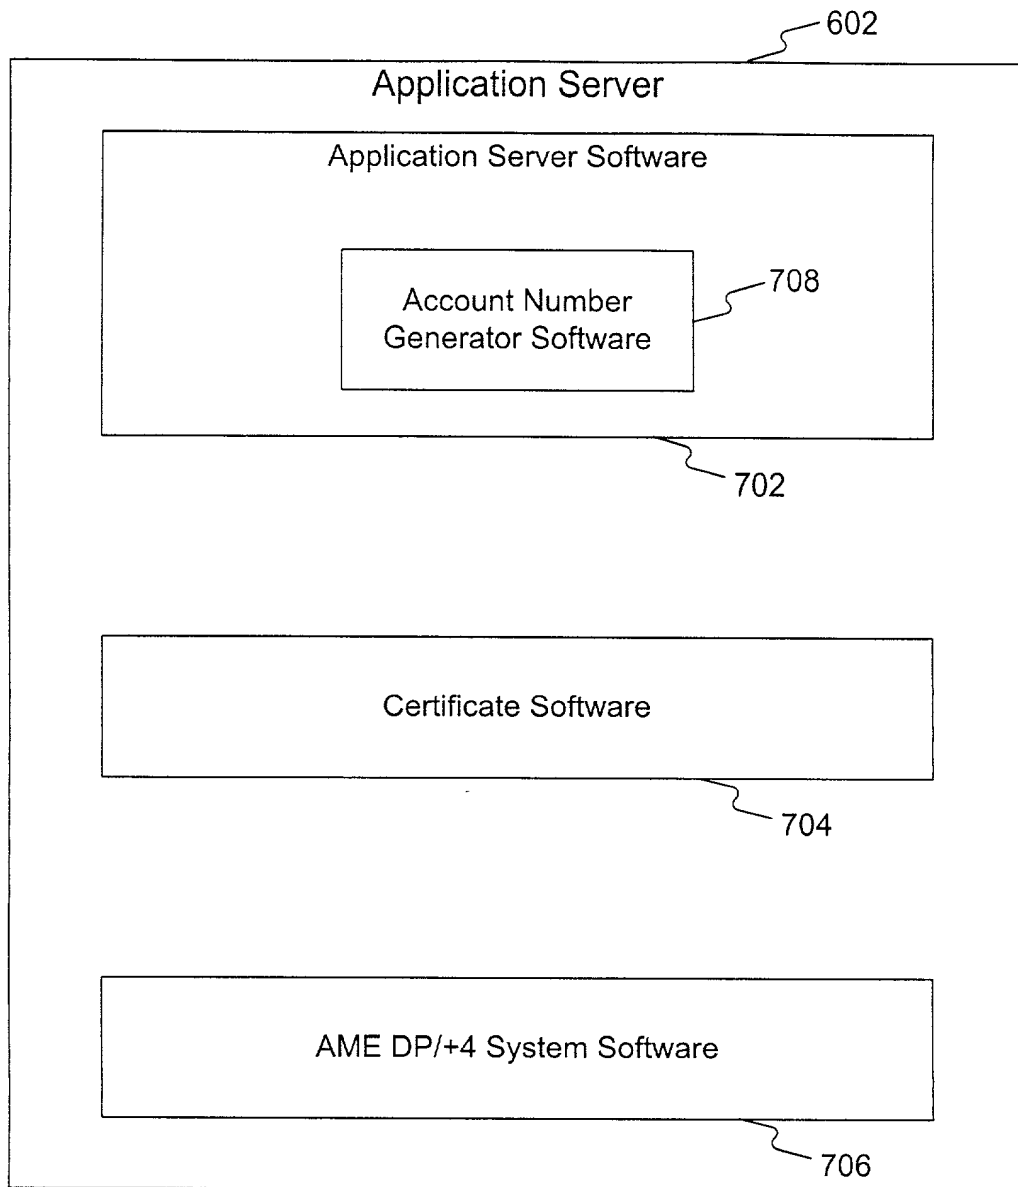 602
Application Server
Application Server Software
Account Number
Generator Software
708
702
Certificate Software
704
AME DP/+4 System Software
706